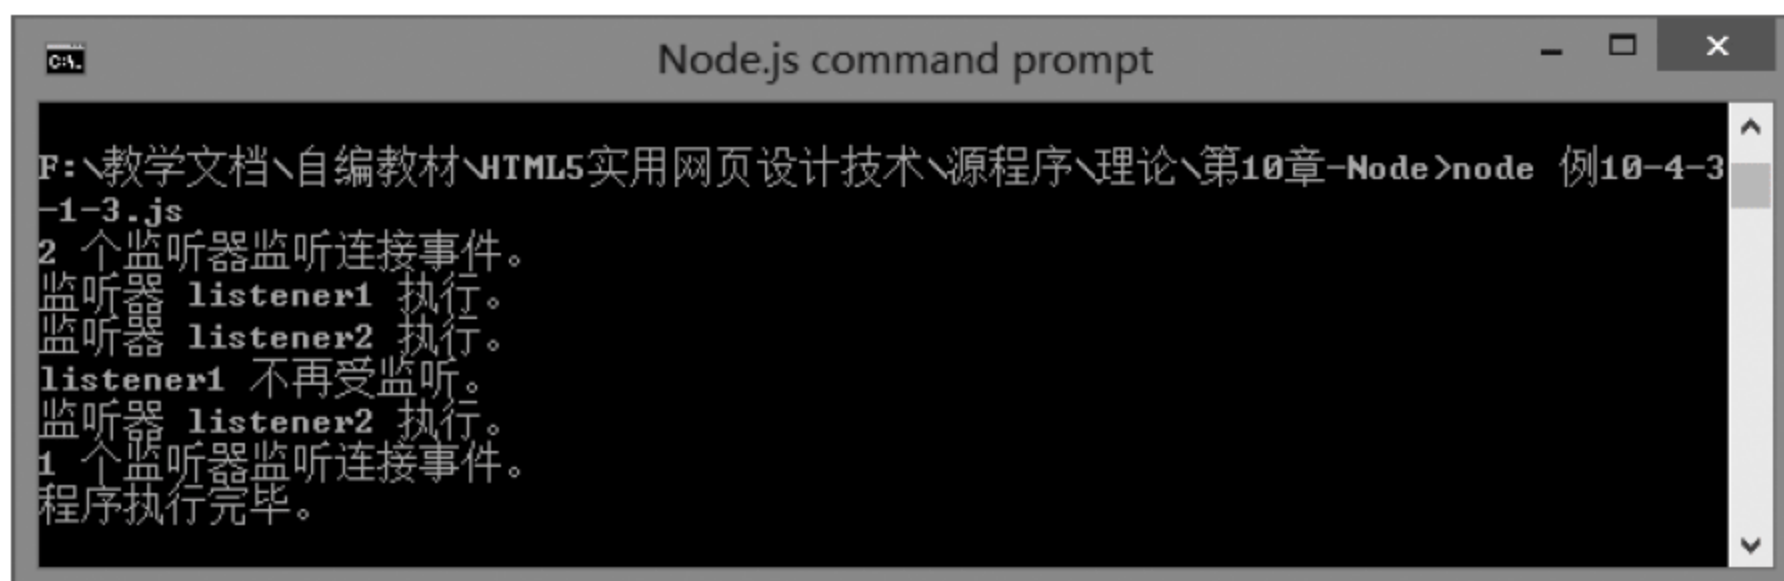 C:\.
Node.js command prompt
F:\教学文档\自编教材\HTML5实用网页设计技术\源程序\理论\第10章-Node>node 例10-4-3
-1-3.js
2 个监听器监听连接事件。
监听器 listener1 执行。
监听器 listener2 执行。
listener1 不再受监听。
监听器 listener2 执行。
1 个监听器监听连接事件。
程序执行完毕。